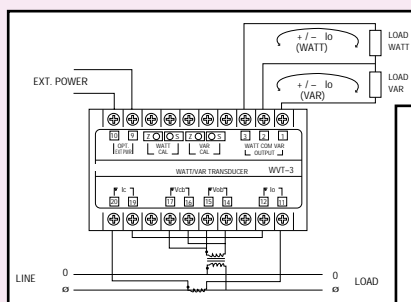 + / – Io
(WATT)
LOAD
WATT
EXT. POWER
+ / – Io
(VAR)
LOAD
VAR
10 9 Z S Z S 3 2 1
OPT. WATT VAR WATT COM VAR
EXT PWR CAL CAL OUTPUT
WATT/VAR TRANSDUCER WVT–3
Ic Vcb Vab Io
20 19 17 16 15 14 12 11
LINE 0 0 LOAD
ø ø